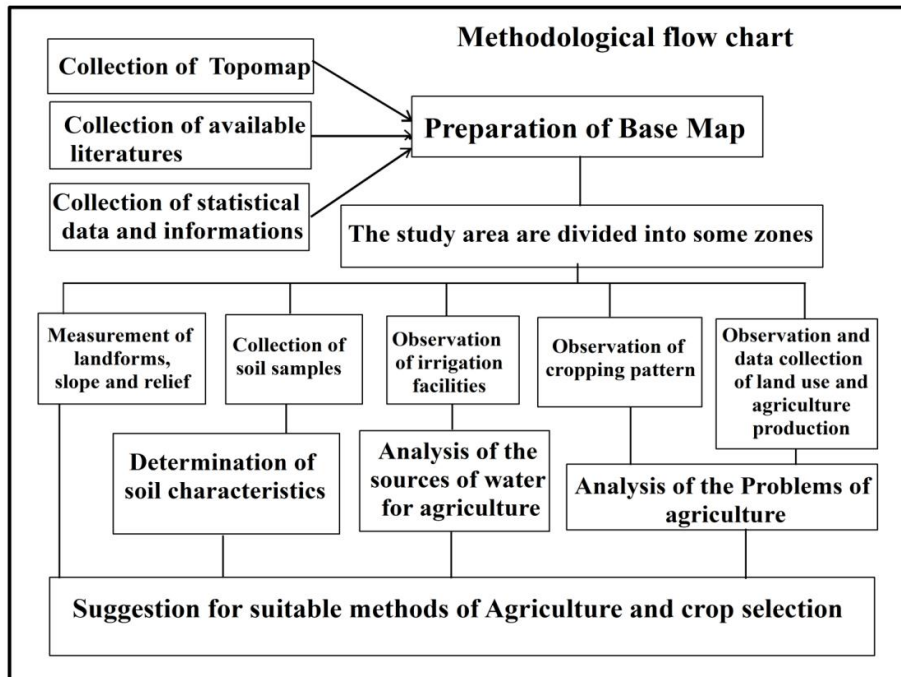 Methodological flow chart
Collection of Topomap
Collection of available
literatures
Collection of statistical
data and informations
Preparation of Base Map
The study area are divided into some zones
Measurement of
landforms,
slope and relief
Collection of
soil samples
Observation
of irrigation
facilities
Observation of
cropping pattern
Observation and
data collection
of land use and
agriculture
production
Determination of
soil characteristics
Analysis of the
sources of water
for agriculture
Analysis of the Problems of
agriculture
Suggestion for suitable methods of Agriculture and crop selection